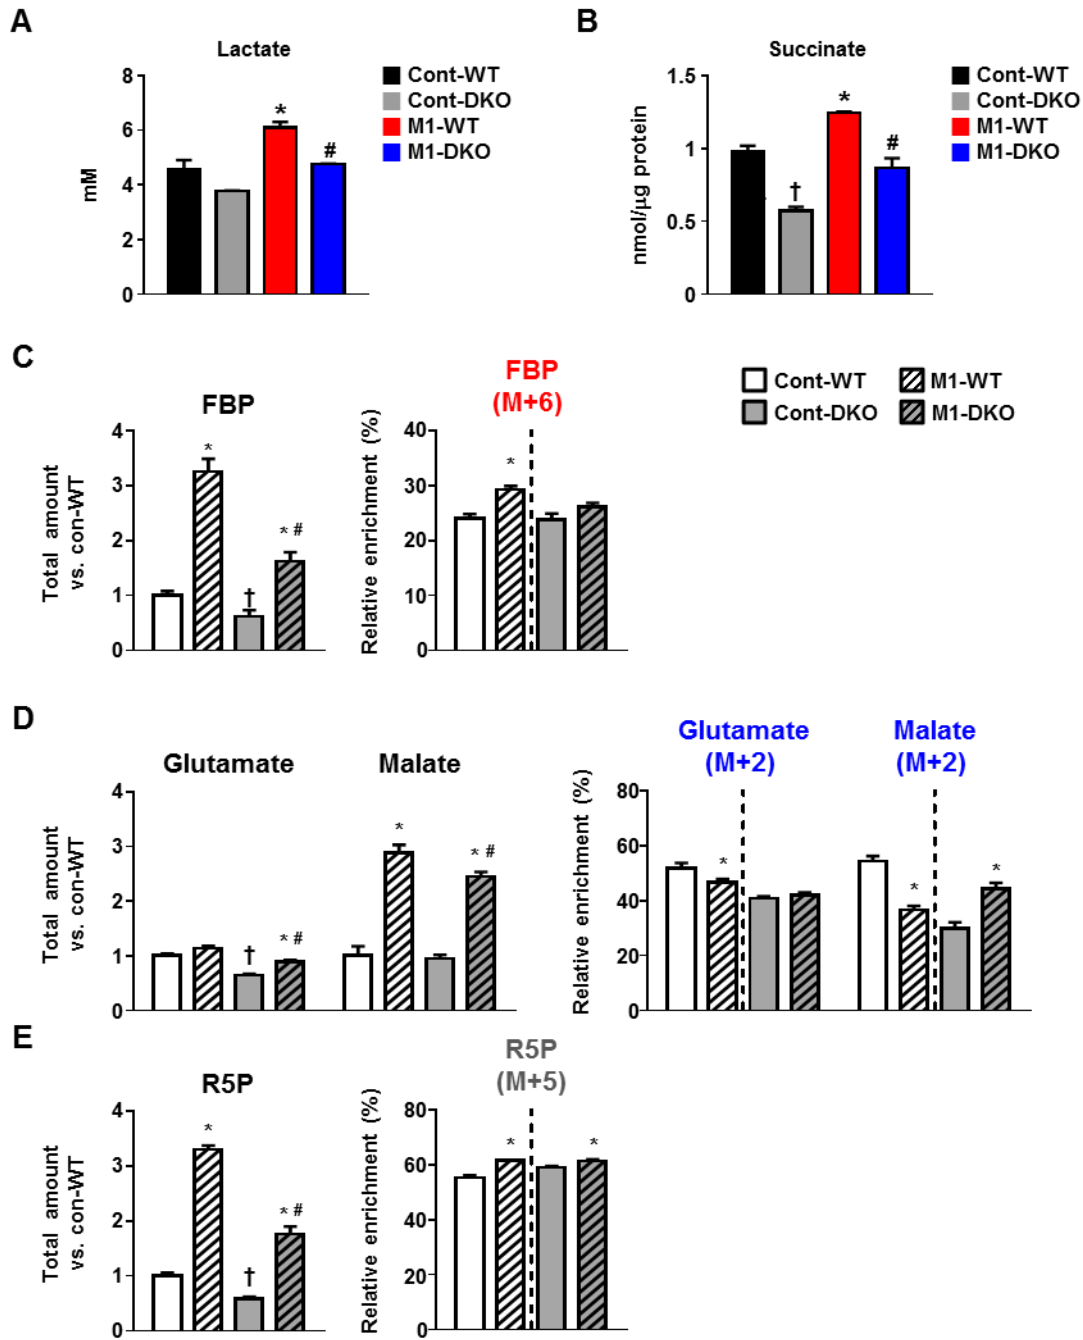 A
Lactate
mM
8
6
4
2
0
*
#
Cont-WT
Cont-DKO
M1-WT
M1-DKO
B
Succinate
nmol/µg protein
1.5
1
0.5
0
†
*
#
Cont-WT
Cont-DKO
M1-WT
M1-DKO
C
FBP
Total amount
vs. con-WT
4
3
2
1
0
*
†
* #
FBP
(M+6)
Relative enrichment (%)
40
30
20
10
0
*
Cont-WT
M1-WT
Cont-DKO
M1-DKO
D
Glutamate
Malate
Total amount
vs. con-WT
4
3
2
1
0
†
* #
*
* #
Glutamate
(M+2)
Malate
(M+2)
Relative enrichment (%)
80
60
40
20
0
*
*
*
E
R5P
Total amount
vs. con-WT
4
3
2
1
0
*
†
* #
R5P
(M+5)
Relative enrichment (%)
80
60
40
20
0
*
*